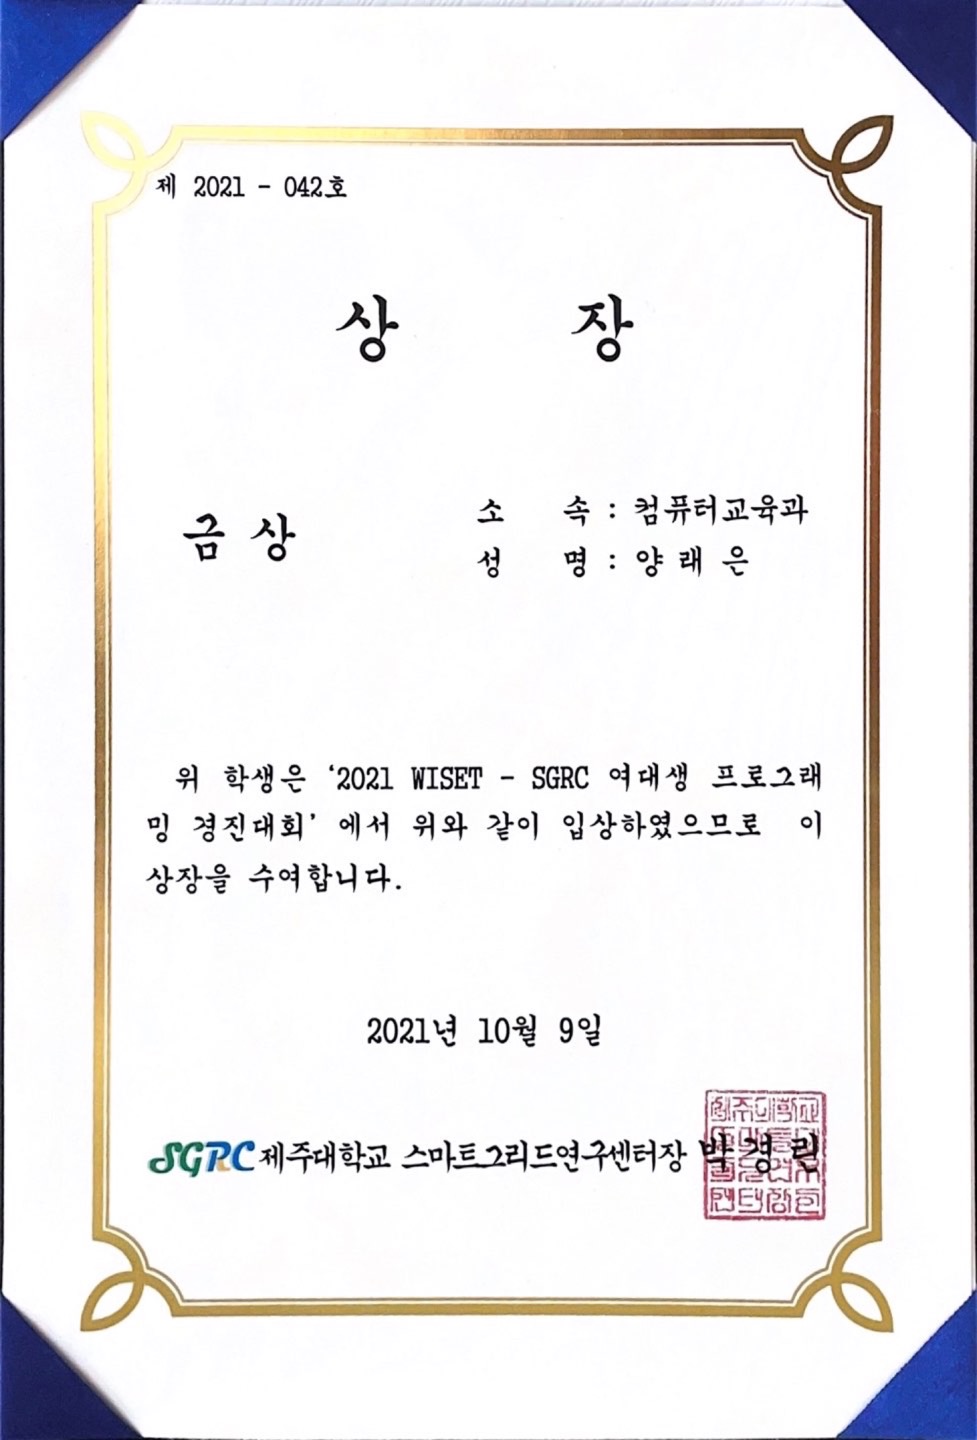 제 2021 - 042호
상 장
금 상
소 속 : 컴퓨터교육과
성 명 : 양 래 은
위 학생은 ‘2021 WISET - SGRC 여대생 프로그래
밍 경진대회’ 에서 위와 같이 입상하였으므로 이
상장을 수여합니다.
2021년 10월 9일
SGRC 제주대학교 스마트그리드연구센터장 박 경 린